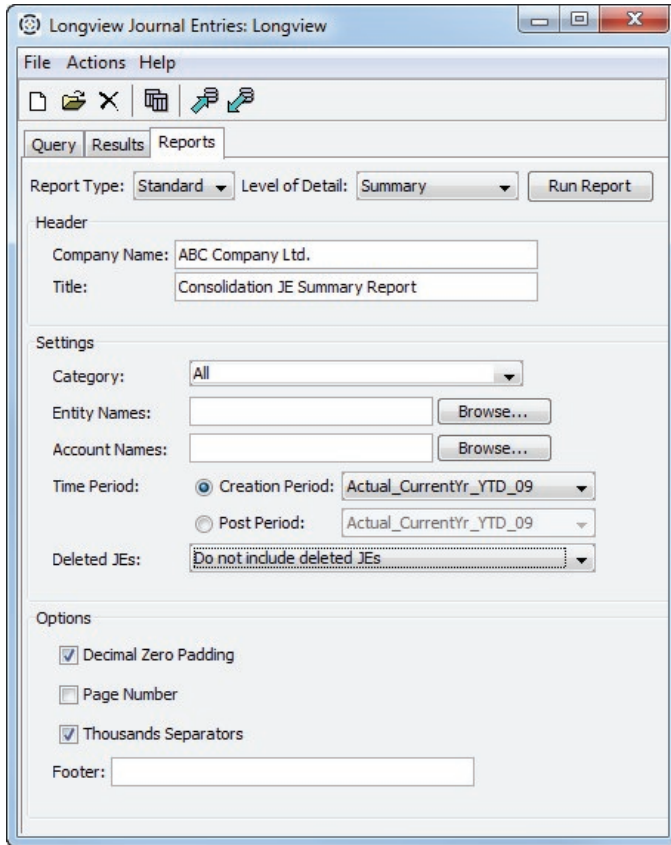 Longview Journal Entries: Longview
File Actions Help
Query Results Reports
Report Type: Standard Level of Detail: Summary Run Report
Header
Company Name: ABC Company Ltd.
Title: Consolidation JE Summary Report
Settings
Category: All
Entity Names: Browse...
Account Names: Browse...
Time Period: Creation Period: Actual_CurrentYr_YTD_09
Post Period: Actual_CurrentYr_YTD_09
Deleted JEs: Do not include deleted JEs
Options
Decimal Zero Padding
Page Number
Thousands Separators
Footer: